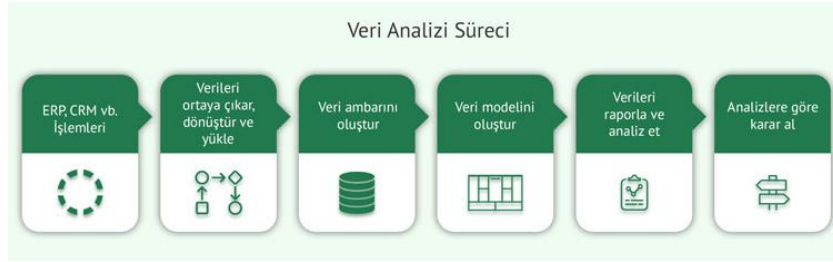 Veri Analizi Süreci
ERP, CRM vb.
İşlemleri
Verileri
ortaya çıkar,
dönüştür ve
yükle
Veri ambarını
oluştur
Veri modelini
oluştur
Verileri
raporla ve
analiz et
Analizlere göre
karar al